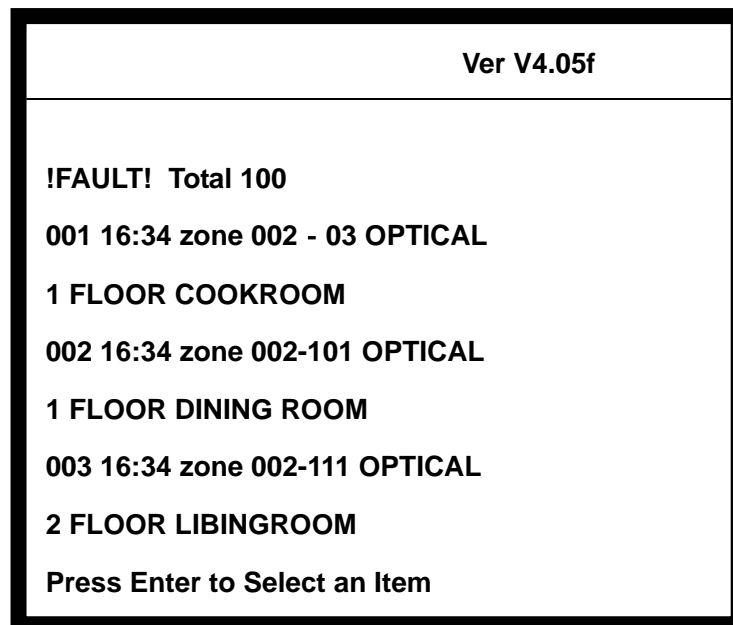 Ver V4.05f
!FAULT! Total 100
001 16:34 zone 002 - 03 OPTICAL
1 FLOOR COOKROOM
002 16:34 zone 002-101 OPTICAL
1 FLOOR DINING ROOM
003 16:34 zone 002-111 OPTICAL
2 FLOOR LIBINGROOM
Press Enter to Select an Item